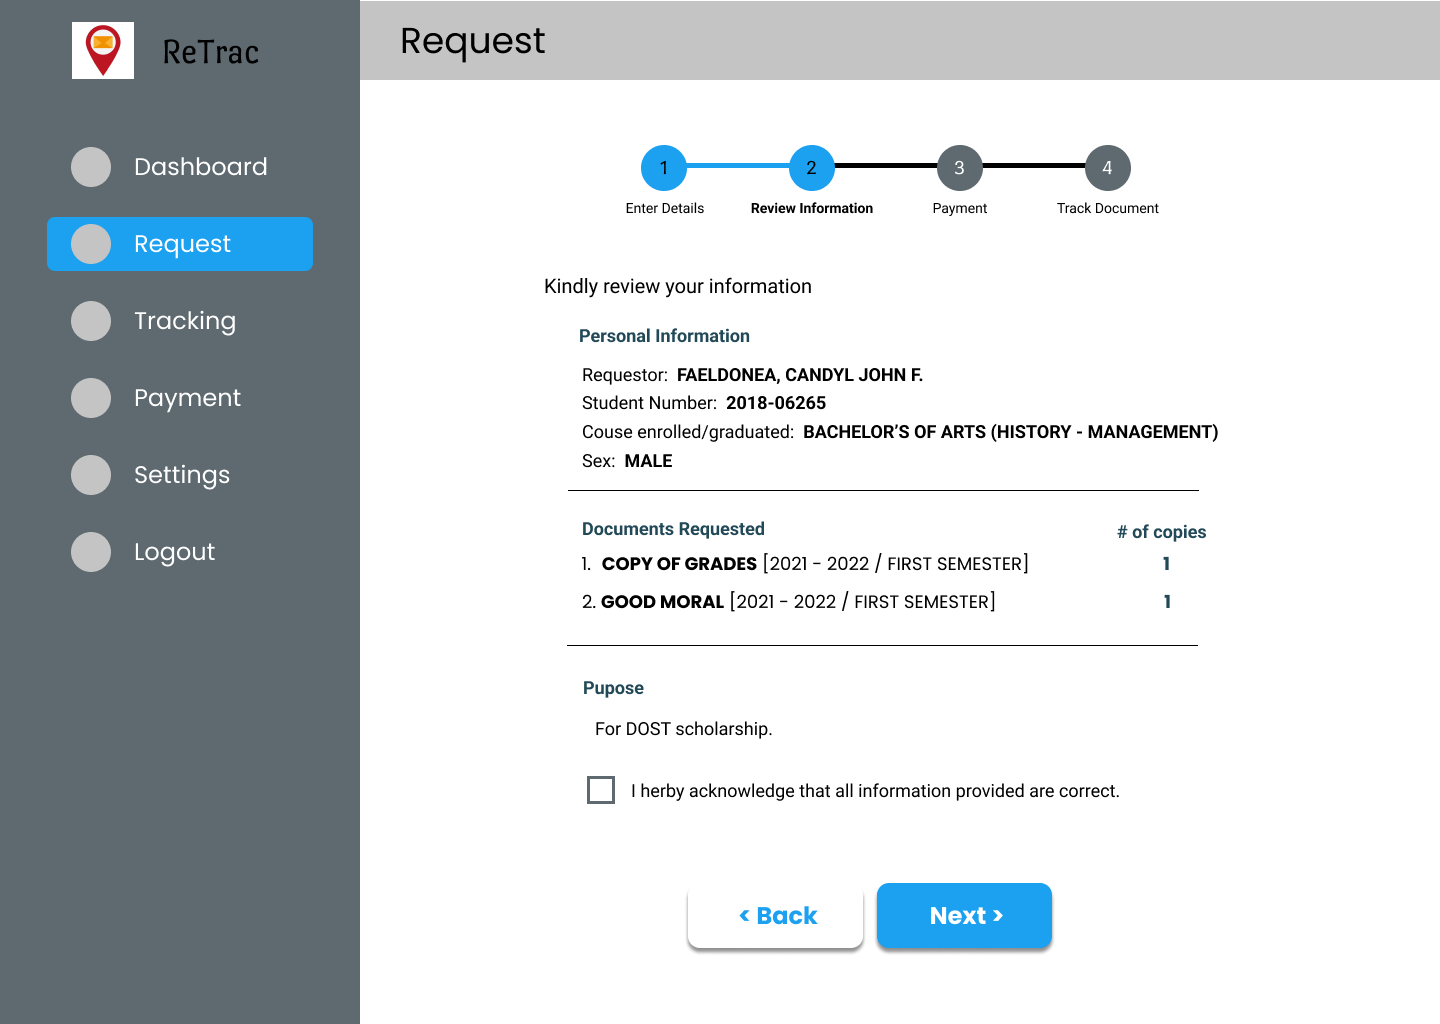 ReTrac
Dashboard
Request
Tracking
Payment
Settings
Logout
Request
1 2 3 4
Enter Details Review Information Payment Track Document
Kindly review your information
Personal Information
Requestor: FAELDONEA, CANDYL JOHN F.
Student Number: 2018-06265
Couse enrolled/graduated: BACHELOR’S OF ARTS (HISTORY - MANAGEMENT)
Sex: MALE
Documents Requested # of copies
1. COPY OF GRADES [2021 - 2022 / FIRST SEMESTER] 1
2. GOOD MORAL [2021 - 2022 / FIRST SEMESTER] 1
Pupose
For DOST scholarship.
I herby acknowledge that all information provided are correct.
< Back Next >